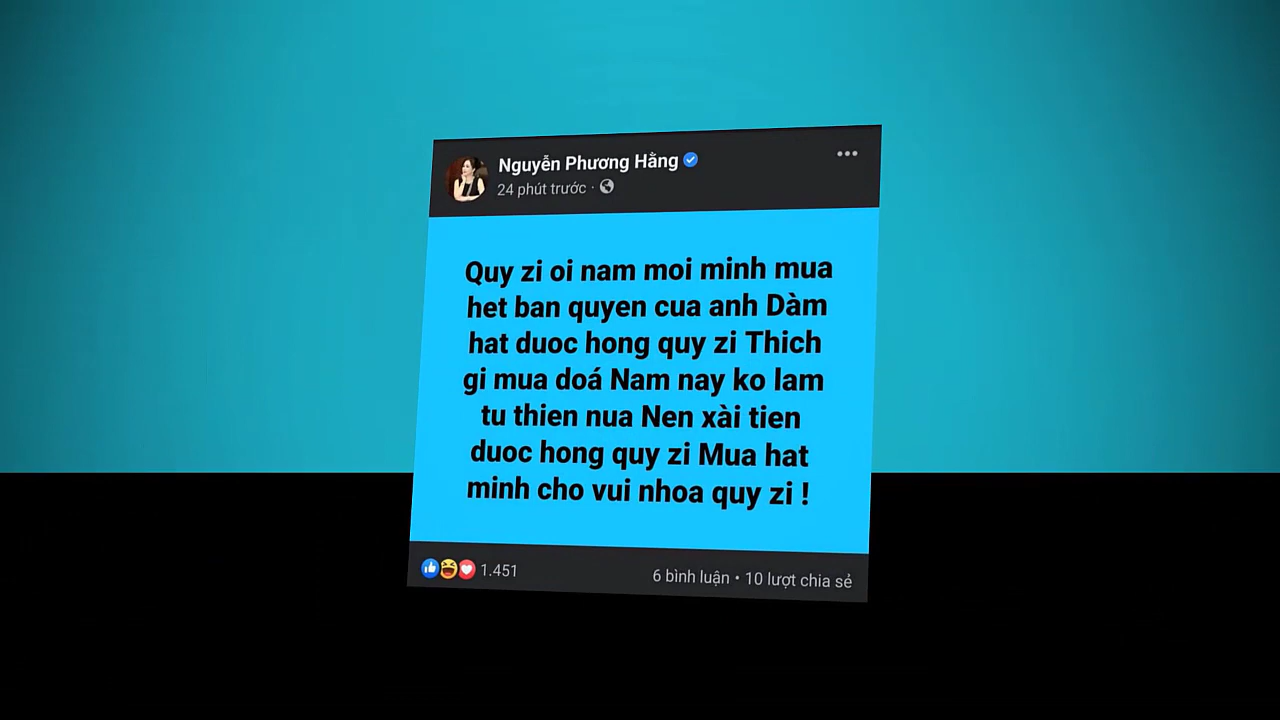 Nguyễn Phương Hằng
24 phút trước ·
Quy zi oi nam moi minh mua
het ban quyen cua anh Dàm
hat duoc hong quy zi Thich
gi mua doá Nam nay ko lam
tu thien nua Nen xài tien
duoc hong quy zi Mua hat
minh cho vui nhoa quy zi !
1.451
6 bình luận • 10 lượt chia sẻ